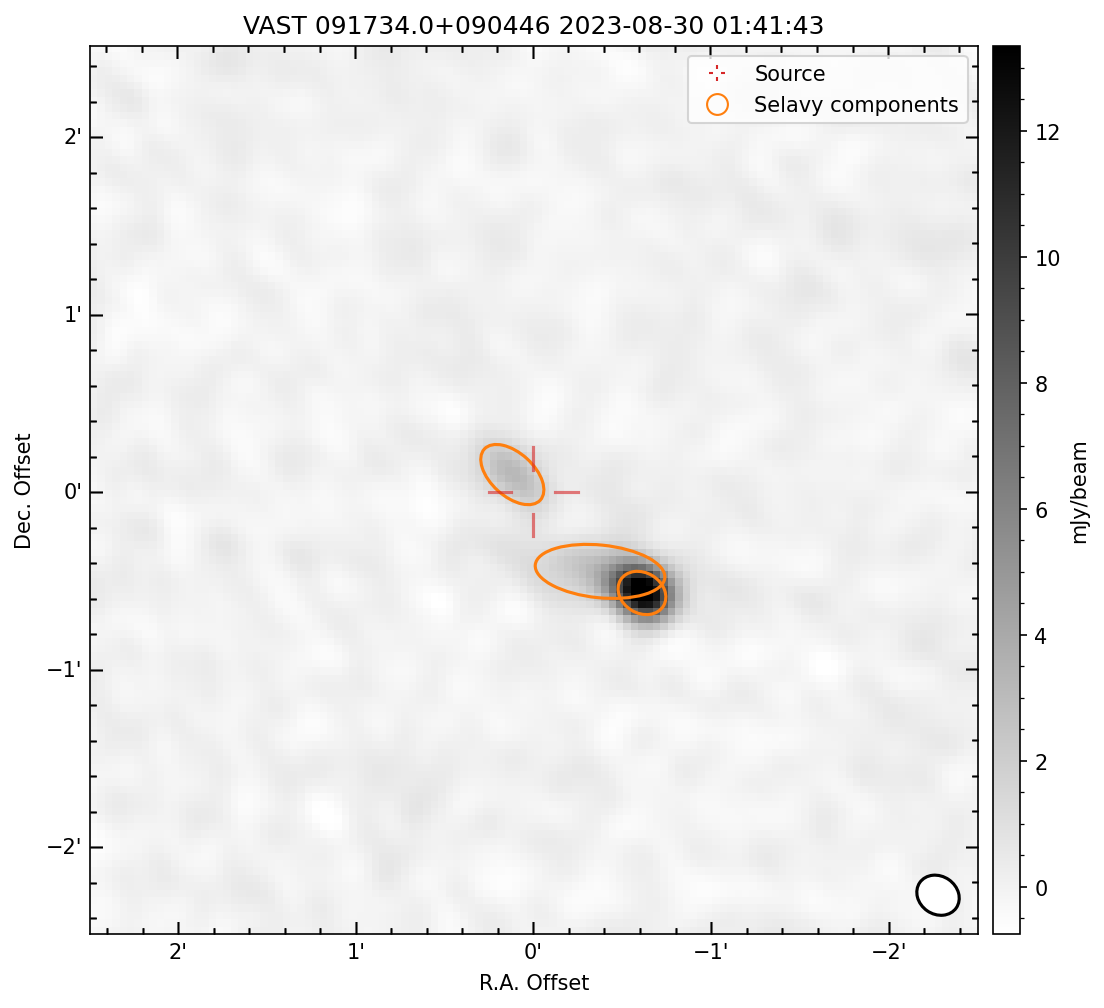 VAST 091734.0+090446 2023-08-30 01:41:43
Source
Selavy components
2'
1'
0'
−1'
−2'
Dec. Offset
2'
1'
0'
−1'
−2'
R.A. Offset
12
10
8
6
4
2
0
mJy/beam